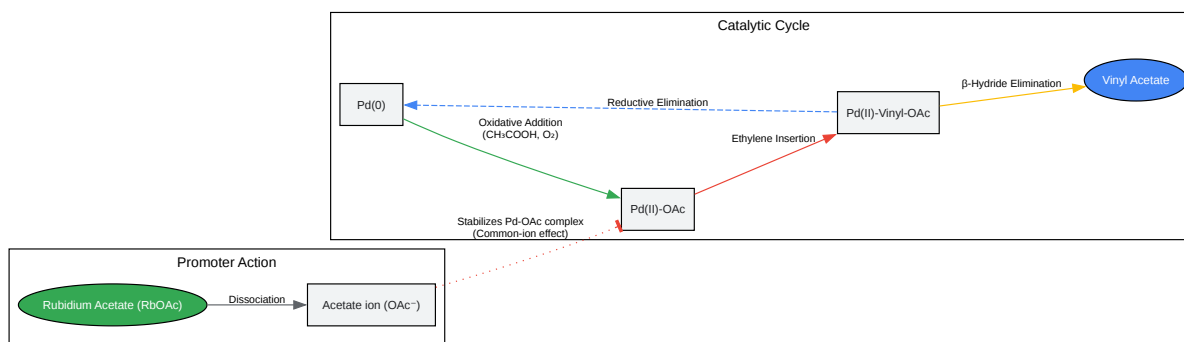 Catalytic Cycle
Pd(0)
Vinyl Acetate
β-Hydride Elimination
Reductive Elimination
Pd(II)-Vinyl-OAc
Oxidative Addition
(CH₃COOH, O₂)
Ethylene Insertion
Pd(II)-OAc
Stabilizes Pd-OAc complex
(Common-ion effect)
Promoter Action
Rubidium Acetate (RbOAc)
Dissociation
Acetate ion (OAc⁻)